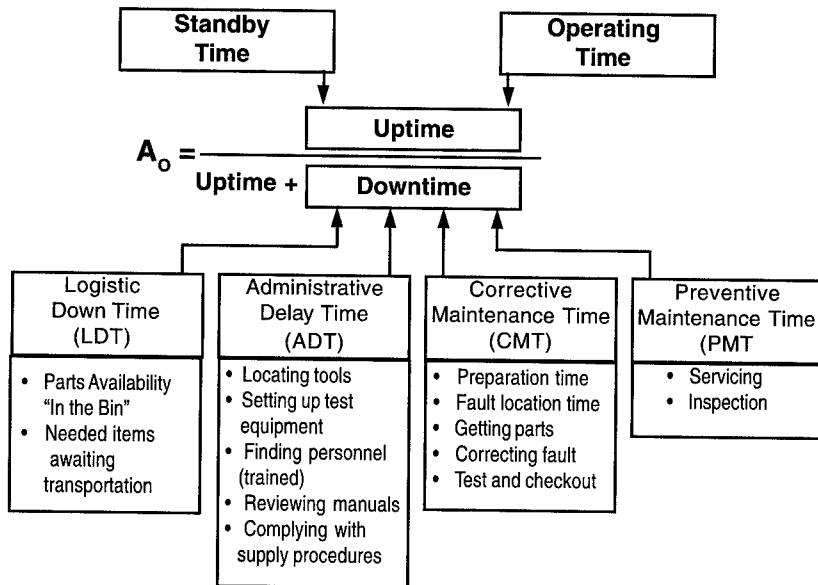 Standby
Time
Operating
Time
Uptime
A_o =
Uptime +
Downtime
Logistic
Down Time
(LDT)
• Parts Availability
“In the Bin”
• Needed items
awaiting
transportation
Administrative
Delay Time
(ADT)
• Locating tools
• Setting up test
equipment
• Finding personnel
(trained)
• Reviewing manuals
• Complying with
supply procedures
Corrective
Maintenance Time
(CMT)
• Preparation time
• Fault location time
• Getting parts
• Correcting fault
• Test and checkout
Preventive
Maintenance Time
(PMT
• Servicing
• Inspection